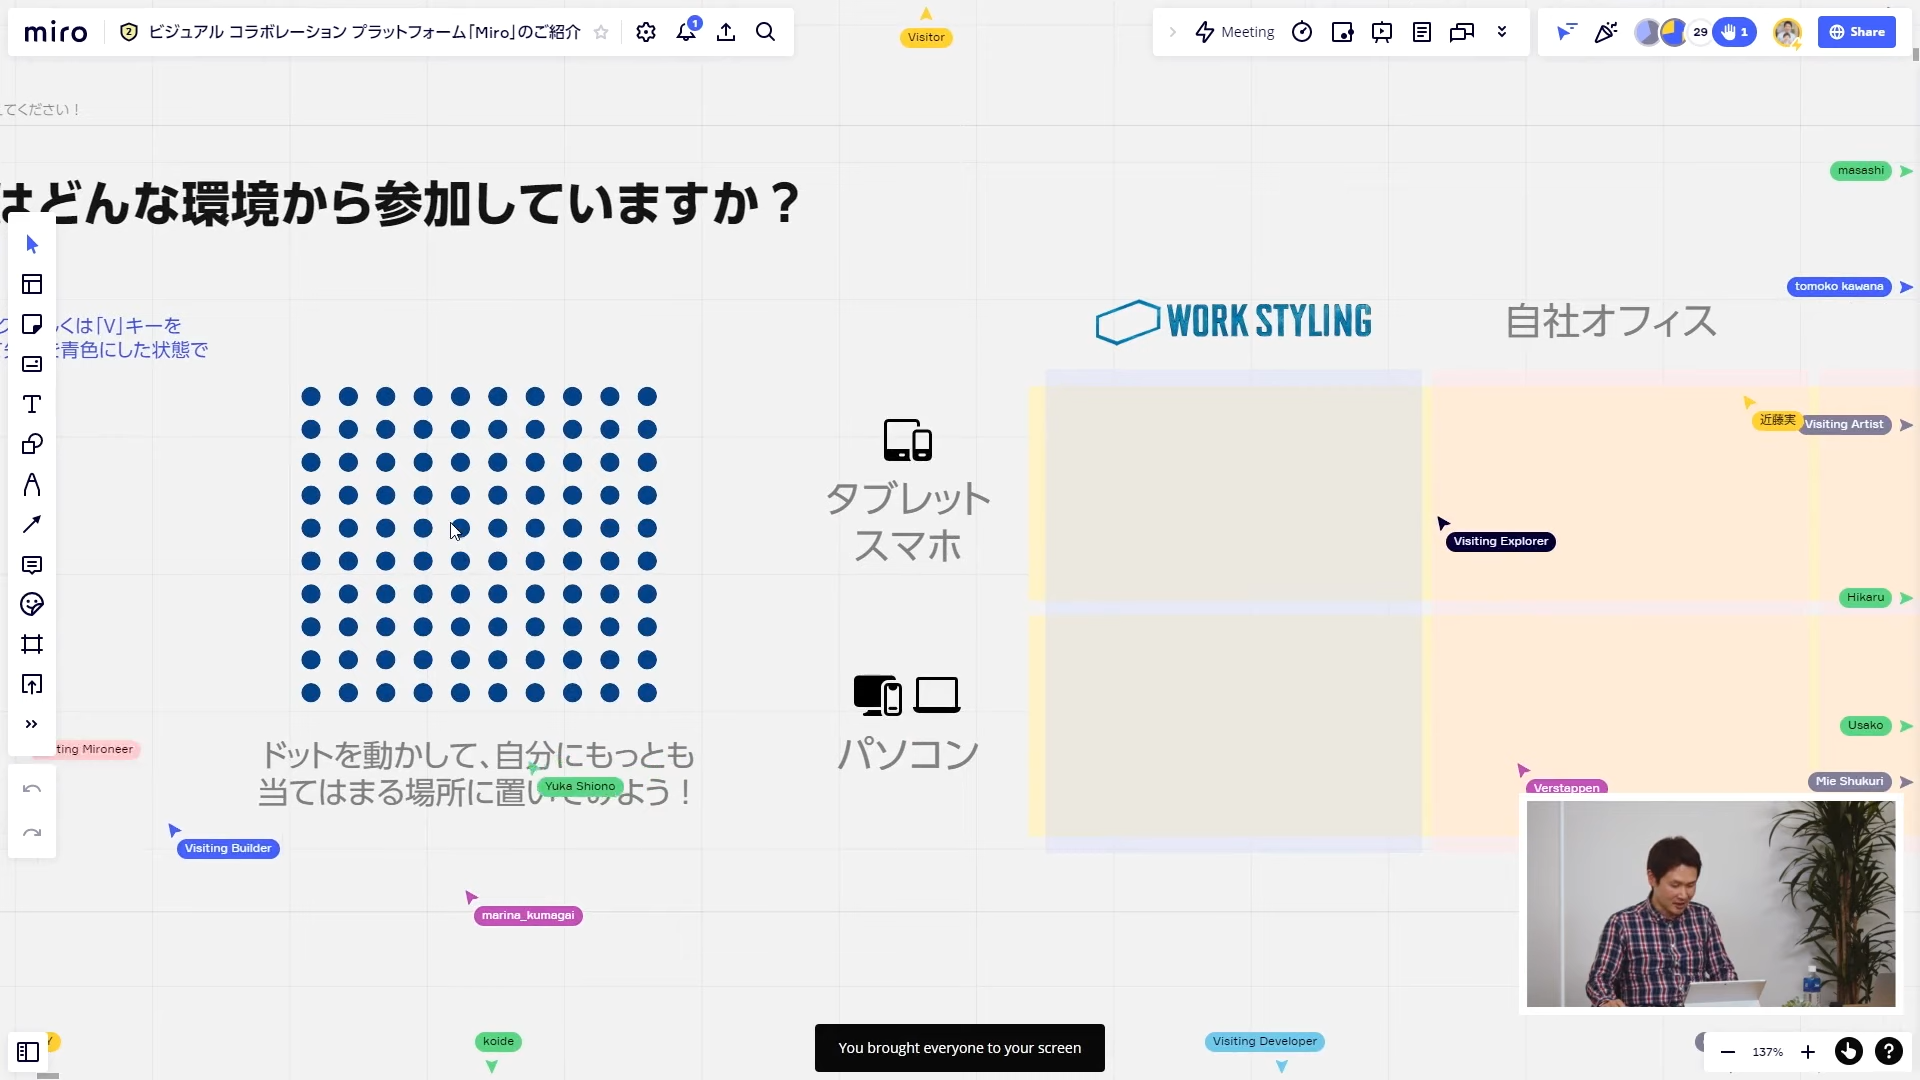 miro
2
ビジュアル コラボレーション プラットフォーム「Miro」のご紹介
1
Visitor
Meeting
29
1
Share
てください！
masashi
はどんな環境から参加していますか？
tomoko kawana
WORK STYLING
自社オフィス
くは「V」キーを
を青色にした状態で
近藤実
Visiting Artist
タブレット
スマホ
Visiting Explorer
Hikaru
Usako
ting Mironeer
パソコン
ドットを動かして、自分にもっとも
当てはまる場所に置いてみよう！
Yuka Shiono
Mie Shukuri
Verstappen
Visiting Builder
marina_kumagai
koide
You brought everyone to your screen
Visiting Developer
137%
?